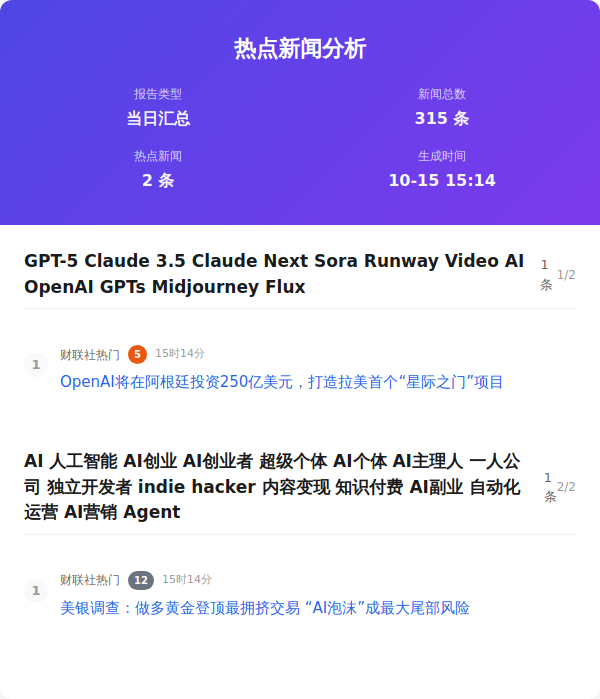 热点新闻分析
报告类型
新闻总数
当日汇总
315 条
热点新闻
生成时间
2 条
10-15 15:14
GPT-5 Claude 3.5 Claude Next Sora Runway Video AI
OpenAI GPTs Midjourney Flux
1
条
1/2
1
财联社热门 5 15时14分
OpenAI将在阿根廷投资250亿美元，打造拉美首个“星际之门”项目
AI 人工智能 AI创业 AI创业者 超级个体 AI个体 AI主理人 一人公
司 独立开发者 indie hacker 内容变现 知识付费 AI副业 自动化
运营 AI营销 Agent
1
条
2/2
1
财联社热门 12 15时14分
美银调查：做多黄金登顶最拥挤交易 “AI泡沫”成最大尾部风险